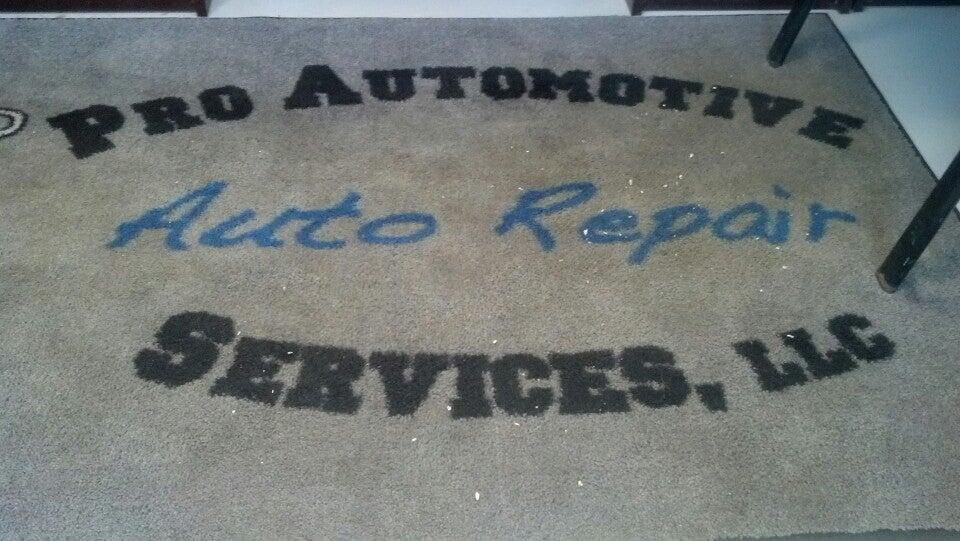 PRO AUTOMOTIVE
Auto Repair
SERVICES, LLC